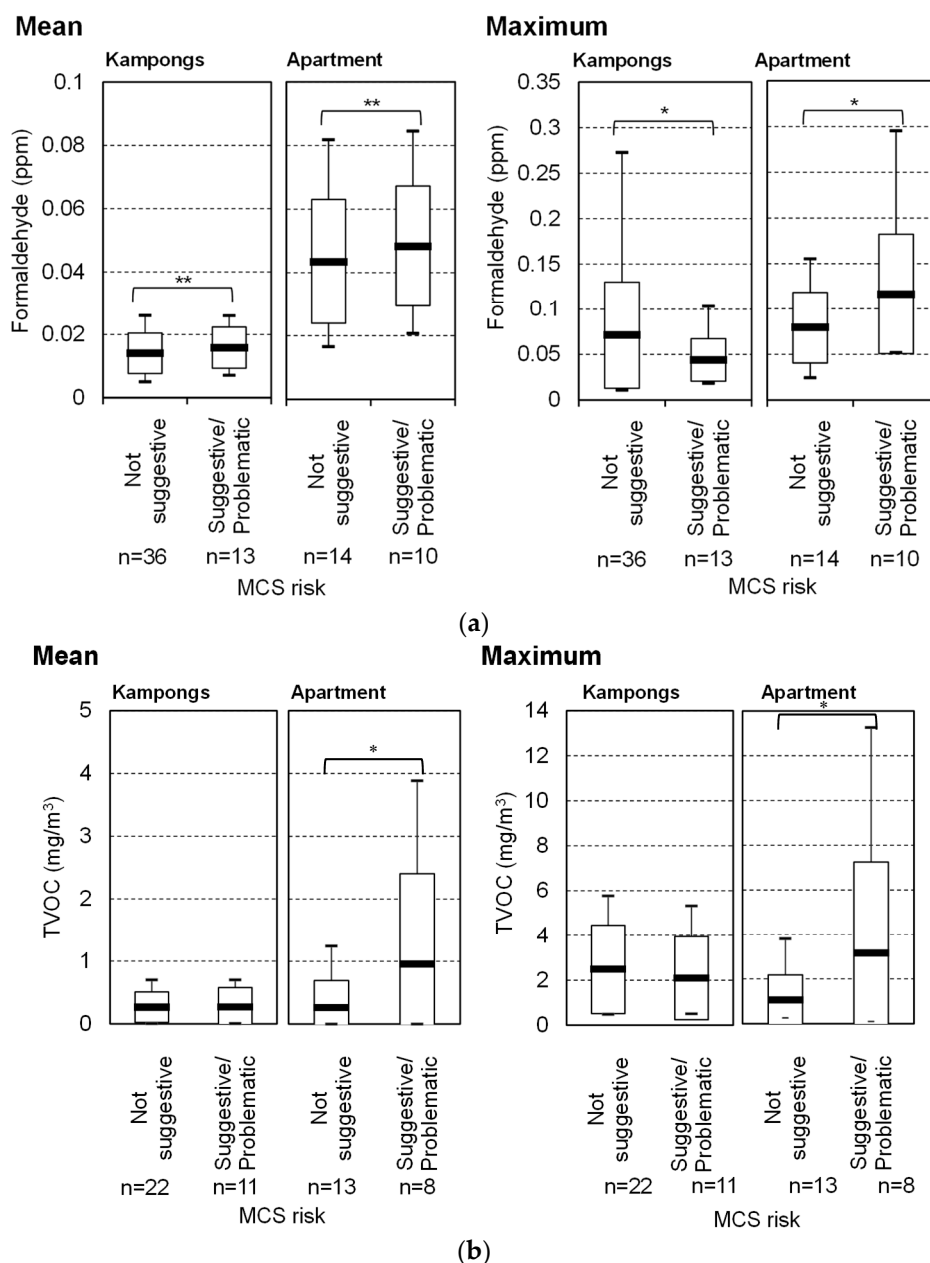 Mean
Maximum
Kampongs
Apartment
Kampongs
Apartment
Formaldehyde (ppm)
0.1
0.08
0.06
0.04
0.02
0
**
**
Formaldehyde (ppm)
0.35
0.3
0.25
0.2
0.15
0.1
0.05
0
*
*
Not
suggestive
Suggestive/
Problematic
Not
suggestive
Suggestive/
Problematic
Not
suggestive
Suggestive/
Problematic
Not
suggestive
Suggestive/
Problematic
n=36 n=13 n=14 n=10
n=36 n=13 n=14 n=10
MCS risk
MCS risk
(a)
Mean
Maximum
Kampongs
Apartment
Kampongs
Apartment
TVOC (mg/m³)
5
4
3
2
1
0
*
TVOC (mg/m³)
14
12
10
8
6
4
2
0
*
Not
suggestive
Suggestive/
Problematic
Not
suggestive
Suggestive/
Problematic
Not
suggestive
Suggestive/
Problematic
Not
suggestive
Suggestive/
Problematic
n=22 n=11 n=13 n=8
n=22 n=11 n=13 n=8
MCS risk
MCS risk
(b)